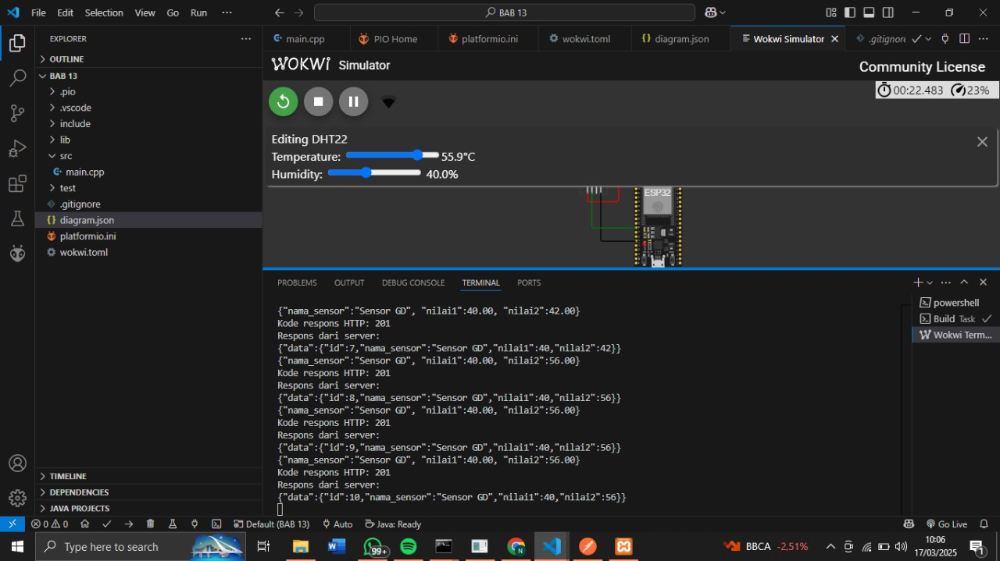 File Edit Selection View Go Run ··· BAB 13
EXPLORER ···
OUTLINE
BAB 13
.pio
.vscode
include
lib
src
main.cpp
test
.gitignore
diagram.json
platformio.ini
wokwi.toml
TIMELINE
DEPENDENCIES
JAVA PROJECTS
main.cpp PIO Home platformio.ini wokwi.toml diagram.json Wokwi Simulator .gitignore
WOKWI Simulator
Community License
00:22.483 23%
Editing DHT22
Temperature: 55.9°C
Humidity: 40.0%
ESP32
PROBLEMS OUTPUT DEBUG CONSOLE TERMINAL PORTS
{"nama_sensor":"Sensor GD", "nilai1":40.00, "nilai2":42.00}
Kode respons HTTP: 201
Respons dari server:
{"data":{"id":7,"nama_sensor":"Sensor GD","nilai1":40,"nilai2":42}}
{"nama_sensor":"Sensor GD", "nilai1":40.00, "nilai2":56.00}
Kode respons HTTP: 201
Respons dari server:
{"data":{"id":8,"nama_sensor":"Sensor GD","nilai1":40,"nilai2":56}}
{"nama_sensor":"Sensor GD", "nilai1":40.00, "nilai2":56.00}
Kode respons HTTP: 201
Respons dari server:
{"data":{"id":9,"nama_sensor":"Sensor GD","nilai1":40,"nilai2":56}}
{"nama_sensor":"Sensor GD", "nilai1":40.00, "nilai2":56.00}
Kode respons HTTP: 201
Respons dari server:
{"data":{"id":10,"nama_sensor":"Sensor GD","nilai1":40,"nilai2":56}}
powershell
Build Task
Wokwi Term...
0 0 Default (BAB 13) Auto Java: Ready Go Live
Type here to search
99+
BBCA -2,51%
10:06
17/03/2025
1